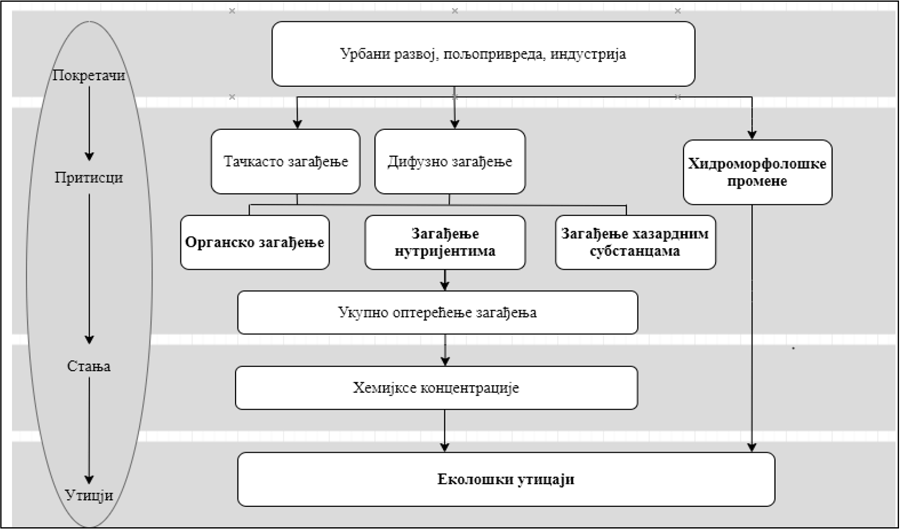 Урбани развој, пољопривреда, индустрија
Покретачи
Тачкасто загађење
Дифузно загађење
Хидроморфолошке
промене
Притисци
Органско загађење
Загађење
нутријентима
Загађење хазардним
супстанцама
Укупно оптерећење загађења
Стања
Хемијксе концентрације
Утицји
Еколошки утицаји